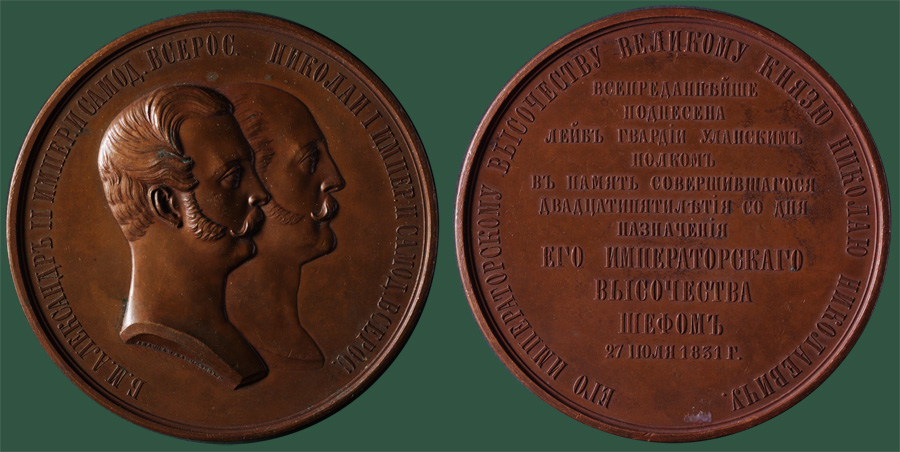 Б. М. АЛЕКСАНДРЪ II ИМПЕР И САМОД. ВСЕРОС. НИКОЛАЙ I ИМПЕР И САМОД. ВСЕРОС.
ЕГО ИМПЕРАТОРСКОМУ ВЫСОЧЕСТВУ ВЕЛИКОМУ КНЯЗЮ НИКОЛАЮ НИКОЛАЕВИЧУ.
ВСЕПРЕДАННѢЙШЕ
ПОДНЕСЕНА
ЛЕЙБЪ ГВАРДІИ УЛАНСКИМЪ
ПОЛКОМЪ
ВЪ ПАМЯТЬ СОВЕРШИВШАГОСЯ
ДВАДЦАТИПЯТИЛѢТІЯ СО ДНЯ
НАЗНАЧЕНІЯ
ЕГО ИМПЕРАТОРСКАГО
ВЫСОЧЕСТВА
ШЕФОМЪ
27 ІЮЛЯ 1831 Г.